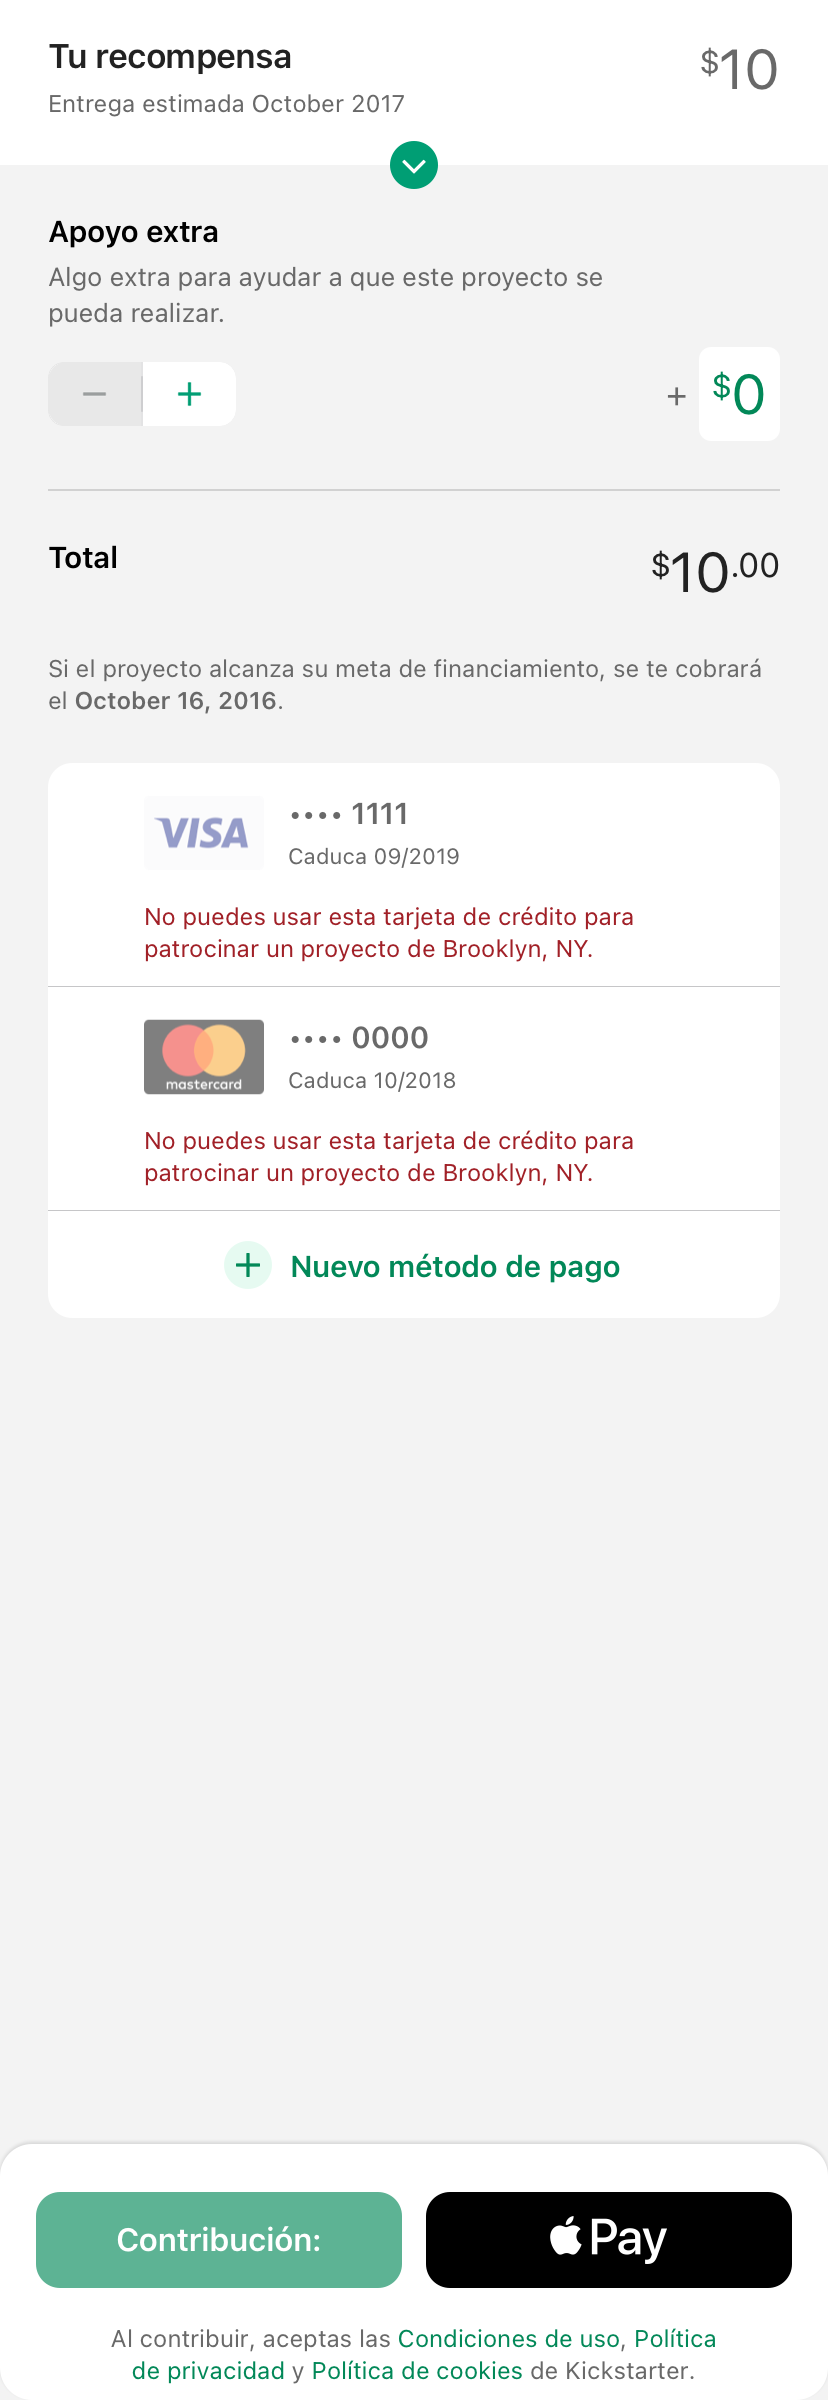 Tu recompensa
$10
Entrega estimada October 2017
Apoyo extra
Algo extra para ayudar a que este proyecto se
pueda realizar.
− + + $0
Total
$10.00
Si el proyecto alcanza su meta de financiamiento, se te cobrará
el October 16, 2016.
VISA
•••• 1111
Caduca 09/2019
No puedes usar esta tarjeta de crédito para
patrocinar un proyecto de Brooklyn, NY.
mastercard
•••• 0000
Caduca 10/2018
No puedes usar esta tarjeta de crédito para
patrocinar un proyecto de Brooklyn, NY.
+ Nuevo método de pago
Contribución:
Pay
Al contribuir, aceptas las Condiciones de uso, Política
de privacidad y Política de cookies de Kickstarter.